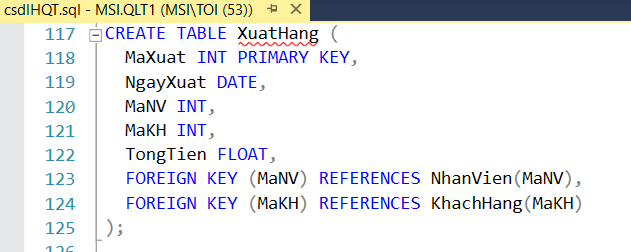 csdlHQT.sql - MSI.QLT1 (MSI\TOI (53))
117 CREATE TABLE XuatHang (
118 MaXuat INT PRIMARY KEY,
119 NgayXuat DATE,
120 MaNV INT,
121 MaKH INT,
122 TongTien FLOAT,
123 FOREIGN KEY (MaNV) REFERENCES NhanVien(MaNV),
124 FOREIGN KEY (MaKH) REFERENCES KhachHang(MaKH)
125 );
126